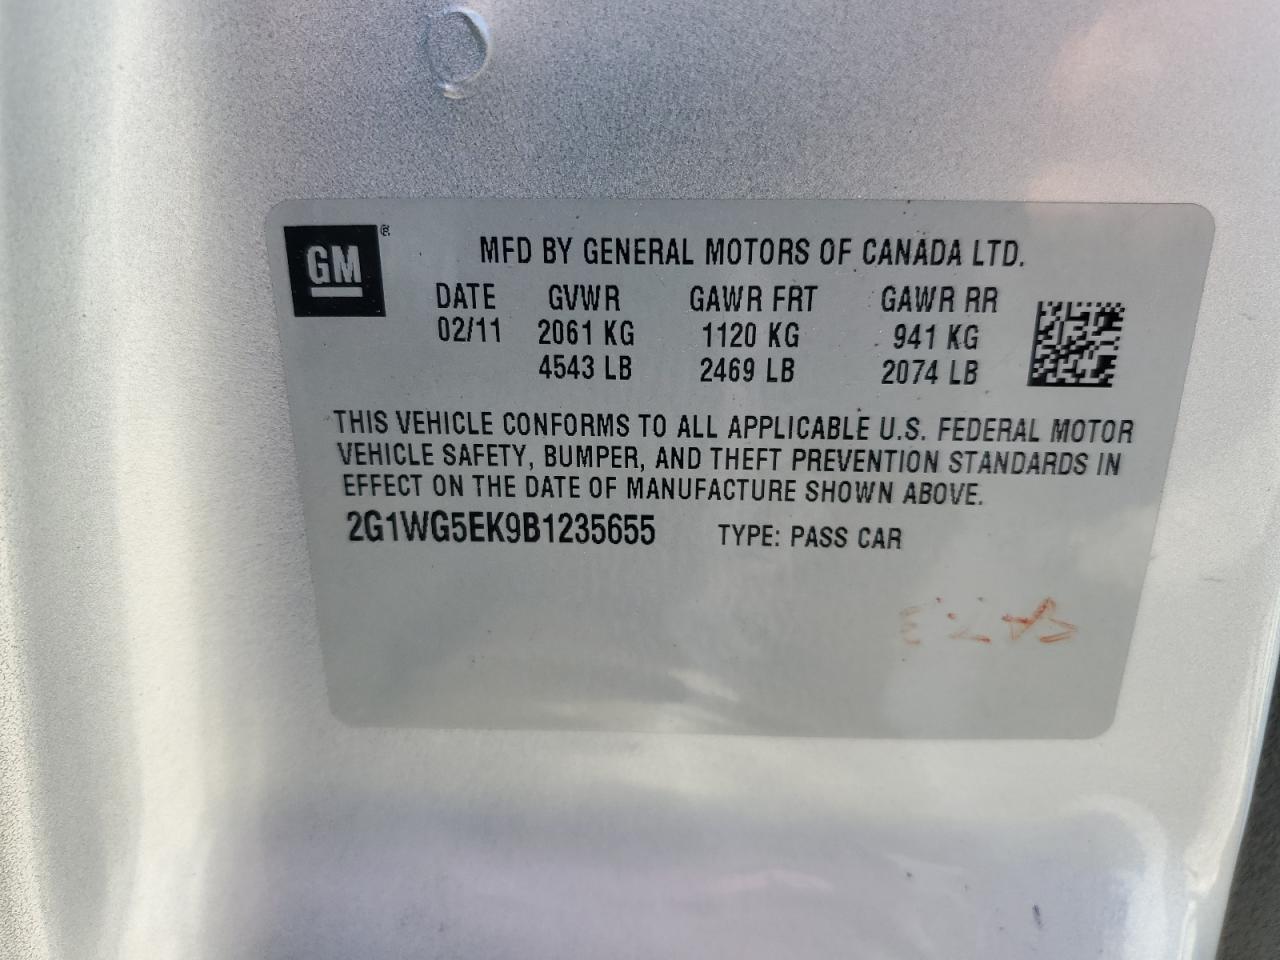 GM ®
MFD BY GENERAL MOTORS OF CANADA LTD.
DATE GVWR GAWR FRT GAWR RR
02/11 2061 KG 1120 KG 941 KG
4543 LB 2469 LB 2074 LB
THIS VEHICLE CONFORMS TO ALL APPLICABLE U.S. FEDERAL MOTOR
VEHICLE SAFETY, BUMPER, AND THEFT PREVENTION STANDARDS IN
EFFECT ON THE DATE OF MANUFACTURE SHOWN ABOVE.
2G1WG5EK9B1235655 TYPE: PASS CAR